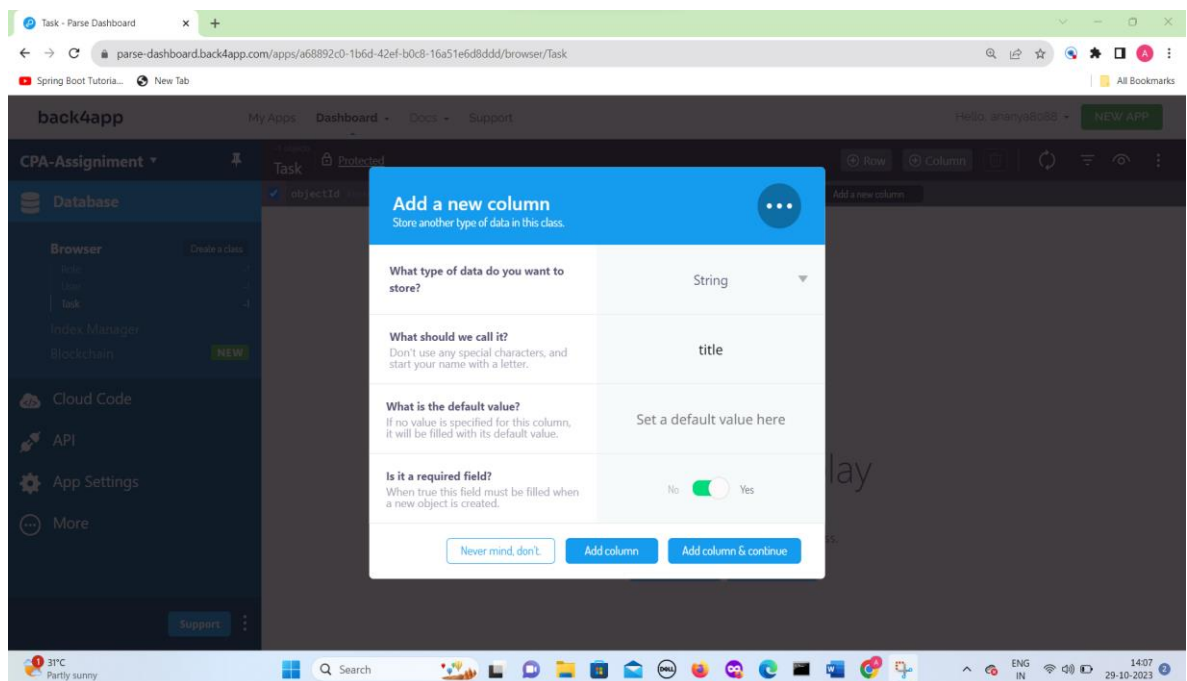 Task - Parse Dashboard
parse-dashboard.back4app.com/apps/a68892c0-1b6d-42ef-b0c8-16a51e6d8ddd/browser/Task
Spring Boot Tutoria...
New Tab
All Bookmarks
back4app
My Apps
Dashboard
Docs
Support
NEW APP
CPA-Assigniment
Task
Protected
Row
Column
Database
objectId
Add a new column
Add a new column
Store another type of data in this class.
Browser
Create a class
Role
User
Task
Index Manager
Blockchain
NEW
Cloud Code
API
App Settings
More
Support
What type of data do you want to
store?
String
What should we call it?
Don't use any special characters, and
start your name with a letter.
title
What is the default value?
If no value is specified for this column,
it will be filled with its default value.
Set a default value here
Is it a required field?
When true this field must be filled when
a new object is created.
No
Yes
lay
Never mind, don't.
Add column
Add column & continue
31°C
Partly sunny
Search
ENG
IN
14:07
29-10-2023